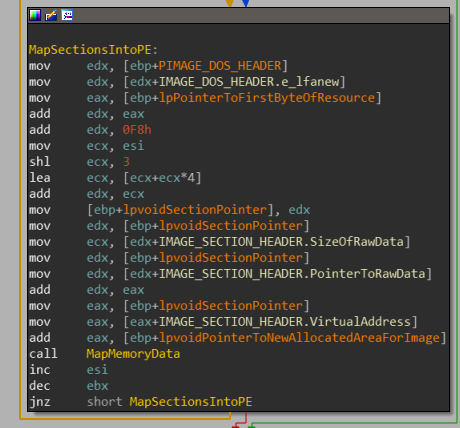 MapSectionsIntoPE:
mov edx, [ebp+PIMAGE_DOS_HEADER]
mov edx, [edx+IMAGE_DOS_HEADER.e_lfanew]
mov eax, [ebp+lpPointerToFirstByteOfResource]
add edx, eax
add edx, 0F8h
mov ecx, esi
shl ecx, 3
lea ecx, [ecx+ecx*4]
add edx, ecx
mov [ebp+lpvoidSectionPointer], edx
mov edx, [ebp+lpvoidSectionPointer]
mov ecx, [edx+IMAGE_SECTION_HEADER.SizeOfRawData]
mov edx, [ebp+lpvoidSectionPointer]
mov edx, [edx+IMAGE_SECTION_HEADER.PointerToRawData]
add edx, eax
mov eax, [ebp+lpvoidSectionPointer]
mov eax, [eax+IMAGE_SECTION_HEADER.VirtualAddress]
add eax, [ebp+lpvoidPointerToNewAllocatedAreaForImage]
call MapMemoryData
inc esi
dec ebx
jnz short MapSectionsIntoPE